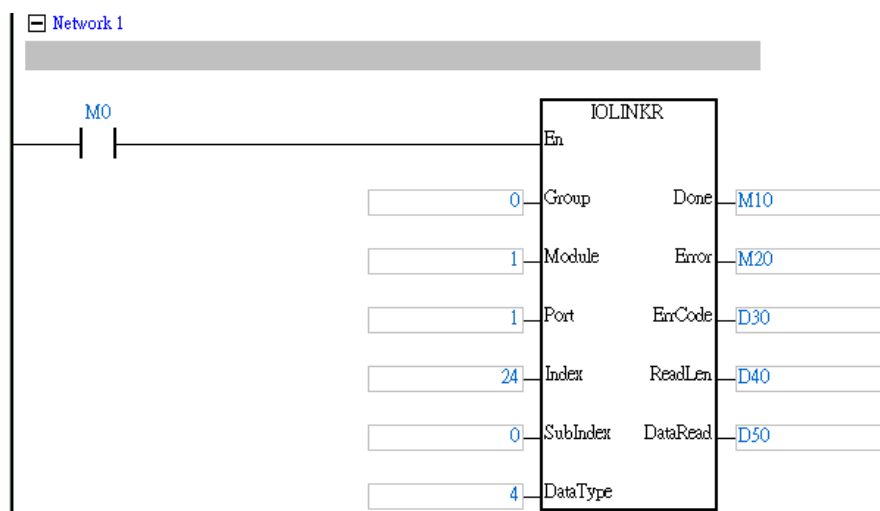 Network 1
M0
IOLINKR
En
0 Group Done M10
1 Module Error M20
1 Port ErrCode D30
24 Index ReadLen D40
0 SubIndex DataRead D50
4 DataType